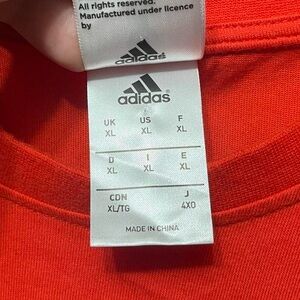 All rights reserved.
Manufactured under licence
by
adidas
adidas
UK US F
XL XL XL
D I E
XL XL XL
CDN J
XL/TG 4XO
MADE IN CHINA